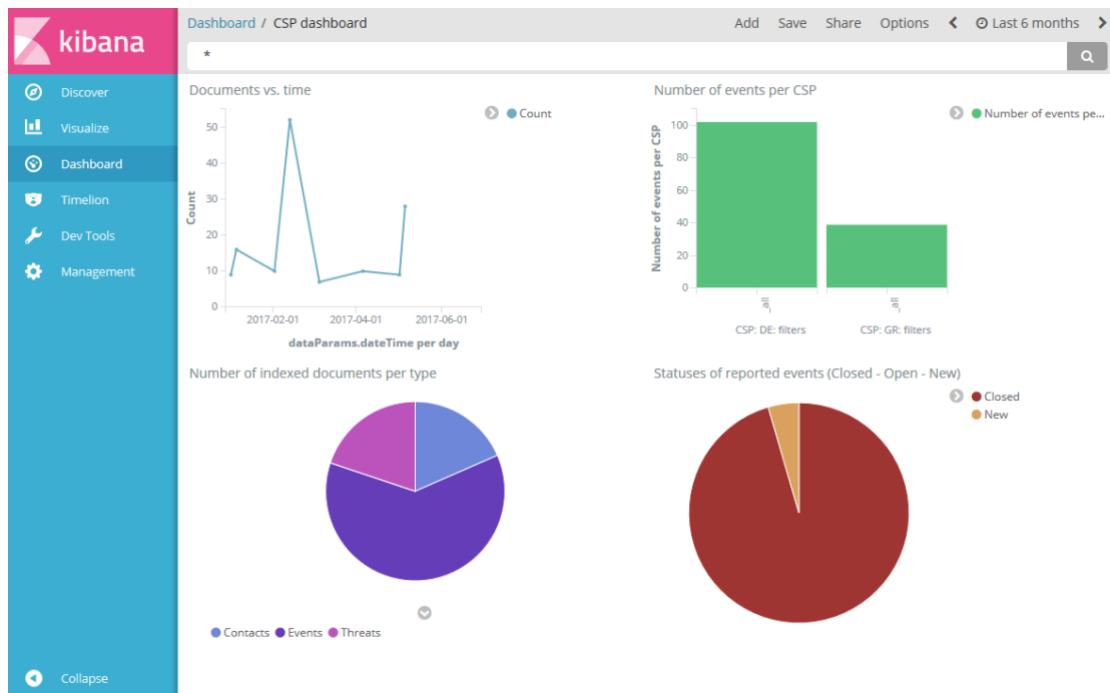 kibana
Discover
Visualize
Dashboard
Timelion
Dev Tools
Management
Collapse
Dashboard / CSP dashboard
Add Save Share Options Last 6 months
*
Documents vs. time
Count
50
40
30
20
10
0
Count
2017-02-01 2017-04-01 2017-06-01
dataParams.dateTime per day
Number of events per CSP
Number of events pe...
100
80
60
40
20
0
Number of events per CSP
_all _all
CSP: DE: filters CSP: GR: filters
Number of indexed documents per type
Contacts Events Threats
Statuses of reported events (Closed - Open - New)
Closed
New